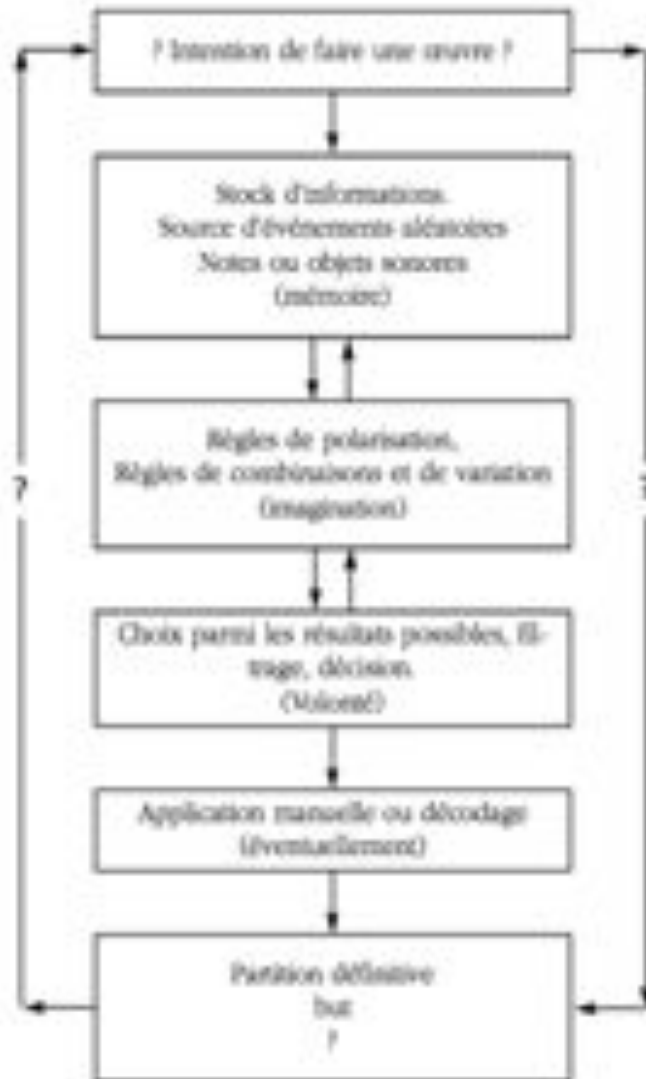 ? Intention de faire une œuvre ?
Stock d'informations.
Source d'événements aléatoires
Notes ou objets sonores
(mémoire)
Règles de polarisation,
Règles de combinaisons et de variation
(imagination)
?
?
Choix parmi les résultats possibles, fil-
trage, décision.
(Volonté)
Application manuelle ou décodage
(éventuellement)
Partition définitive
but
?